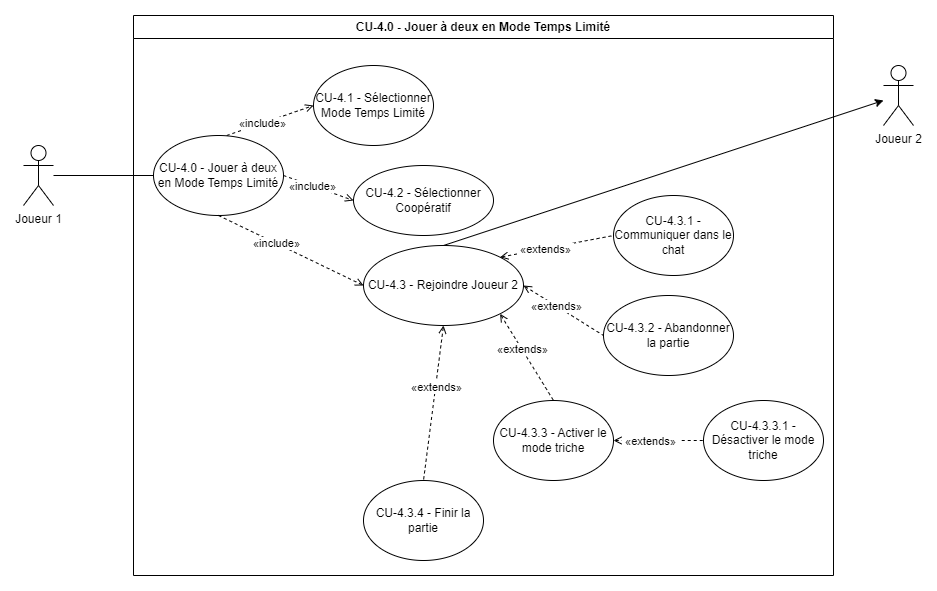 CU-4.0 - Jouer à deux en Mode Temps Limité
CU-4.1 - Sélectionner
Mode Temps Limité
«include»
Joueur 2
Joueur 1
CU-4.0 - Jouer à deux
en Mode Temps Limité
«include»
CU-4.2 - Sélectionner
Coopératif
«include»
CU-4.3 - Rejoindre Joueur 2
CU-4.3.1 -
Communiquer dans le
chat
«extends»
«extends»
CU-4.3.2 - Abandonner
la partie
«extends»
«extends»
CU-4.3.3 - Activer le
mode triche
«extends»
CU-4.3.3.1 -
Désactiver le mode
triche
CU-4.3.4 - Finir la
partie